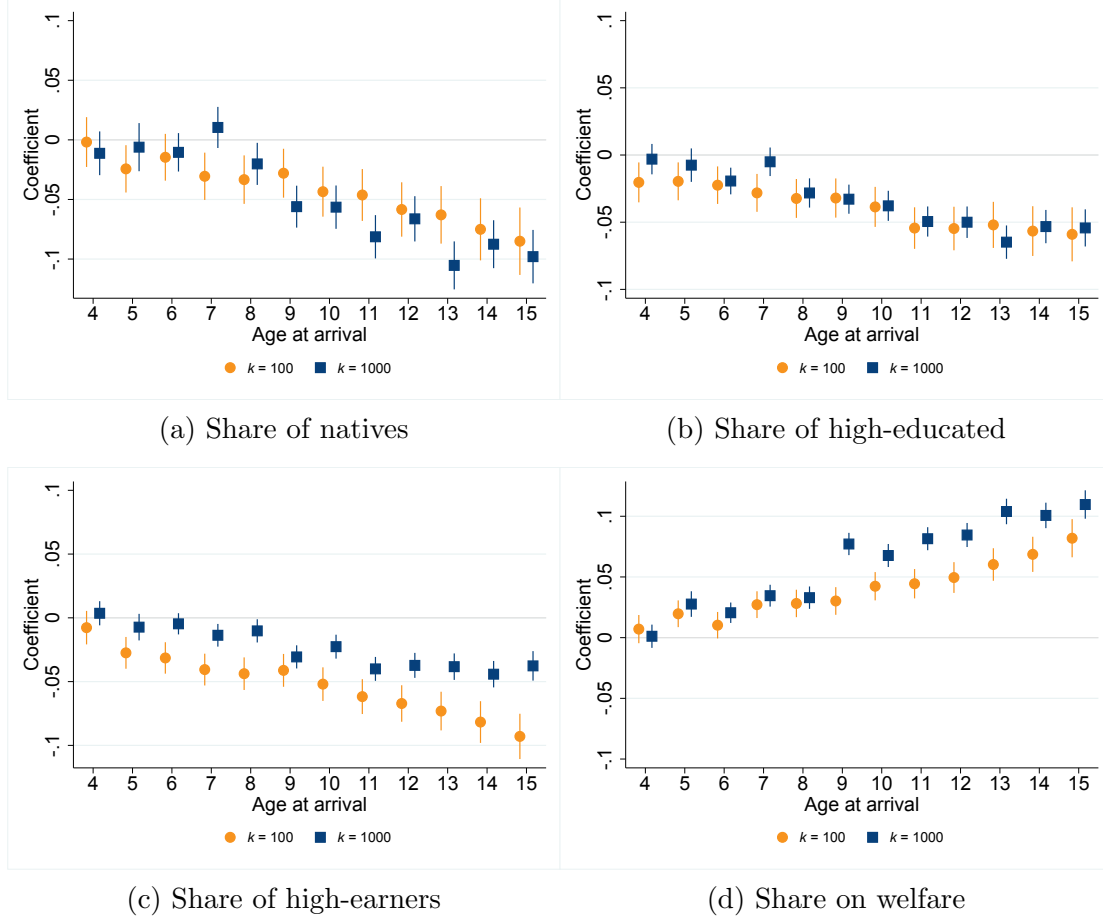 .1
.05
0
-.05
-.1
Coefficient
4 5 6 7 8 9 10 11 12 13 14 15
Age at arrival
k = 100 k = 1000
(a) Share of natives
.1
.05
0
-.05
-.1
Coefficient
4 5 6 7 8 9 10 11 12 13 14 15
Age at arrival
k = 100 k = 1000
(b) Share of high-educated
.1
.05
0
-.05
-.1
Coefficient
4 5 6 7 8 9 10 11 12 13 14 15
Age at arrival
k = 100 k = 1000
(c) Share of high-earners
.1
.05
0
-.05
-.1
Coefficient
4 5 6 7 8 9 10 11 12 13 14 15
Age at arrival
k = 100 k = 1000
(d) Share on welfare